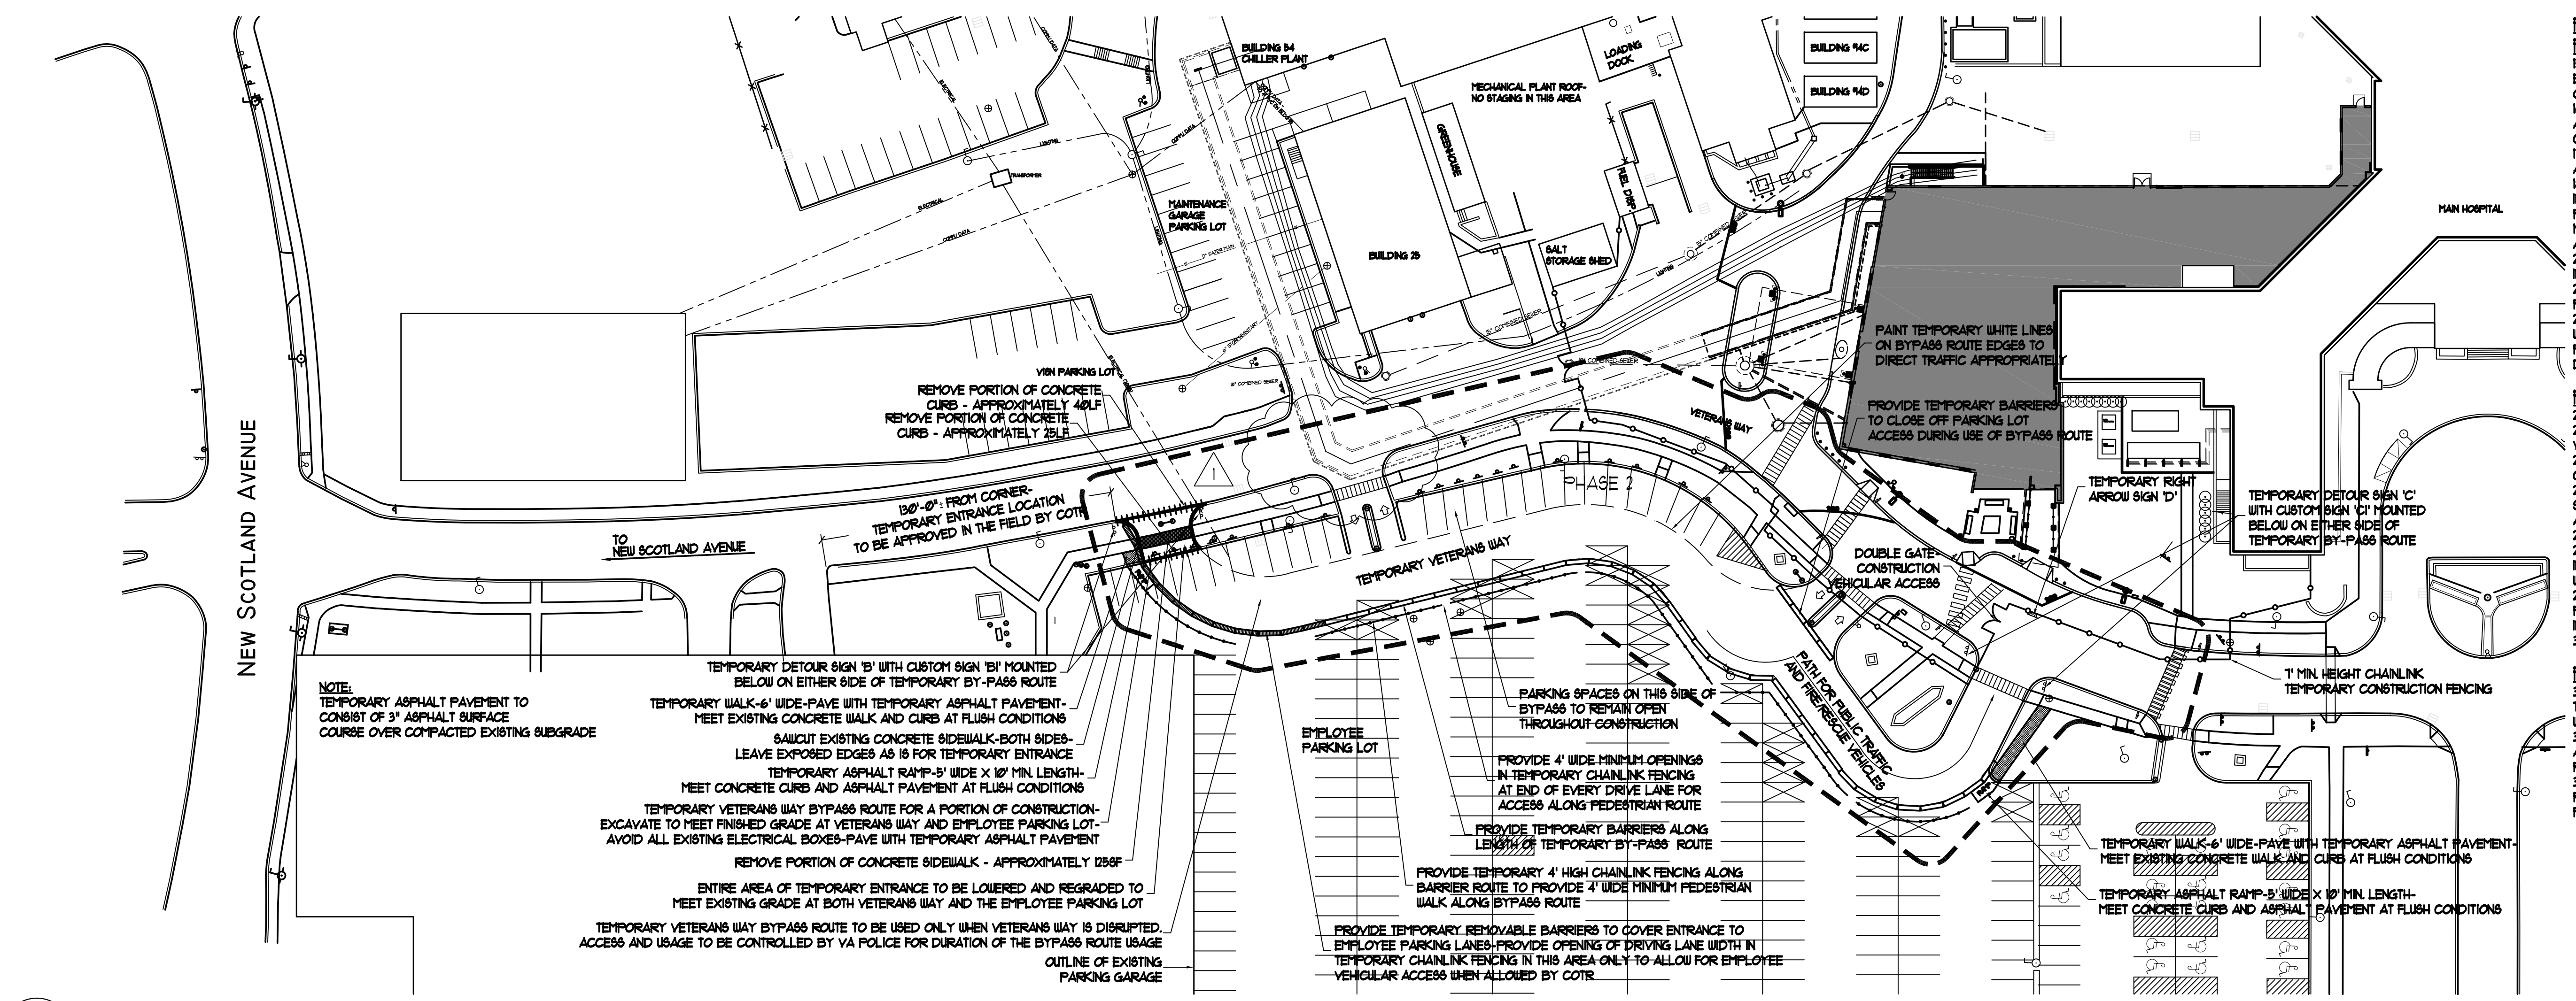 BUILDING 54
CHILLER PLANT
LOADING
DOCK
BUILDING #4C
BUILDING #4D
MECHANICAL PLANT ROOF-
NO STAGING IN THIS AREA
GREENHOUSE
FUEL DISP.
TRANSFORMER
LIGHTING
ELECTRICAL
COPPY/DATA
MAINTENANCE
GARAGE
PARKING LOT
BUILDING 25
SALT
STORAGE SHED
MAIN HOSPITAL
15" COMBINED SEWER
VISN PARKING LOT
REMOVE PORTION OF CONCRETE
CURB - APPROXIMATELY 40LF
REMOVE PORTION OF CONCRETE
CURB - APPROXIMATELY 25LF
1
130'-0"± FROM CORNER-
TEMPORARY ENTRANCE LOCATION
TO BE APPROVED IN THE FIELD BY COTR
TO
NEW SCOTLAND AVENUE
NEW SCOTLAND AVENUE
PAINT TEMPORARY WHITE LINES
ON BYPASS ROUTE EDGES TO
DIRECT TRAFFIC APPROPRIATELY
VETERANS WAY
PROVIDE TEMPORARY BARRIERS
TO CLOSE OFF PARKING LOT
ACCESS DURING USE OF BYPASS ROUTE
PHASE 2
TEMPORARY VETERANS WAY
TEMPORARY RIGHT
ARROW SIGN 'D'
TEMPORARY DETOUR SIGN 'C'
WITH CUSTOM SIGN 'C1' MOUNTED
BELOW ON EITHER SIDE OF
TEMPORARY BY-PASS ROUTE
DOUBLE GATE-
CONSTRUCTION
VEHICULAR ACCESS
PATH FOR PUBLIC TRAFFIC
AND FIRE/RESCUE VEHICLES
7' MIN. HEIGHT CHAINLINK
TEMPORARY CONSTRUCTION FENCING
NOTE:
TEMPORARY ASPHALT PAVEMENT TO
CONSIST OF 3" ASPHALT SURFACE
COURSE OVER COMPACTED EXISTING SUBGRADE
TEMPORARY DETOUR SIGN 'B' WITH CUSTOM SIGN 'B1' MOUNTED
BELOW ON EITHER SIDE OF TEMPORARY BY-PASS ROUTE
TEMPORARY WALK-6' WIDE-PAVE WITH TEMPORARY ASPHALT PAVEMENT-
MEET EXISTING CONCRETE WALK AND CURB AT FLUSH CONDITIONS
SAWCUT EXISTING CONCRETE SIDEWALK-BOTH SIDES-
LEAVE EXPOSED EDGES AS IS FOR TEMPORARY ENTRANCE
TEMPORARY ASPHALT RAMP-5' WIDE X 10' MIN. LENGTH-
MEET CONCRETE CURB AND ASPHALT PAVEMENT AT FLUSH CONDITIONS
TEMPORARY VETERANS WAY BYPASS ROUTE FOR A PORTION OF CONSTRUCTION-
EXCAVATE TO MEET FINISHED GRADE AT VETERANS WAY AND EMPLOYEE PARKING LOT-
AVOID ALL EXISTING ELECTRICAL BOXES-PAVE WITH TEMPORARY ASPHALT PAVEMENT
REMOVE PORTION OF CONCRETE SIDEWALK - APPROXIMATELY 125SF
ENTIRE AREA OF TEMPORARY ENTRANCE TO BE LOWERED AND REGRADED TO
MEET EXISTING GRADE AT BOTH VETERANS WAY AND THE EMPLOYEE PARKING LOT
TEMPORARY VETERANS WAY BYPASS ROUTE TO BE USED ONLY WHEN VETERANS WAY IS DISRUPTED.
ACCESS AND USAGE TO BE CONTROLLED BY VA POLICE FOR DURATION OF THE BYPASS ROUTE USAGE
OUTLINE OF EXISTING
PARKING GARAGE
EMPLOYEE
PARKING LOT
PARKING SPACES ON THIS SIDE OF
BYPASS TO REMAIN OPEN
THROUGHOUT CONSTRUCTION
PROVIDE 4' WIDE MINIMUM OPENINGS
IN TEMPORARY CHAINLINK FENCING
AT END OF EVERY DRIVE LANE FOR
ACCESS ALONG PEDESTRIAN ROUTE
PROVIDE TEMPORARY BARRIERS ALONG
LENGTH OF TEMPORARY BY-PASS ROUTE
PROVIDE TEMPORARY 4' HIGH CHAINLINK FENCING ALONG
BARRIER ROUTE TO PROVIDE 4' WIDE MINIMUM PEDESTRIAN
WALK ALONG BYPASS ROUTE
PROVIDE TEMPORARY REMOVABLE BARRIERS TO COVER ENTRANCE TO
EMPLOYEE PARKING LANES-PROVIDE OPENING OF DRIVING LANE WIDTH IN
TEMPORARY CHAINLINK FENCING IN THIS AREA ONLY TO ALLOW FOR EMPLOYEE
VEHICULAR ACCESS WHEN ALLOWED BY COTR
TEMPORARY WALK-6' WIDE-PAVE WITH TEMPORARY ASPHALT PAVEMENT-
MEET EXISTING CONCRETE WALK AND CURB AT FLUSH CONDITIONS
TEMPORARY ASPHALT RAMP-5' WIDE X 10' MIN. LENGTH-
MEET CONCRETE CURB AND ASPHALT PAVEMENT AT FLUSH CONDITIONS